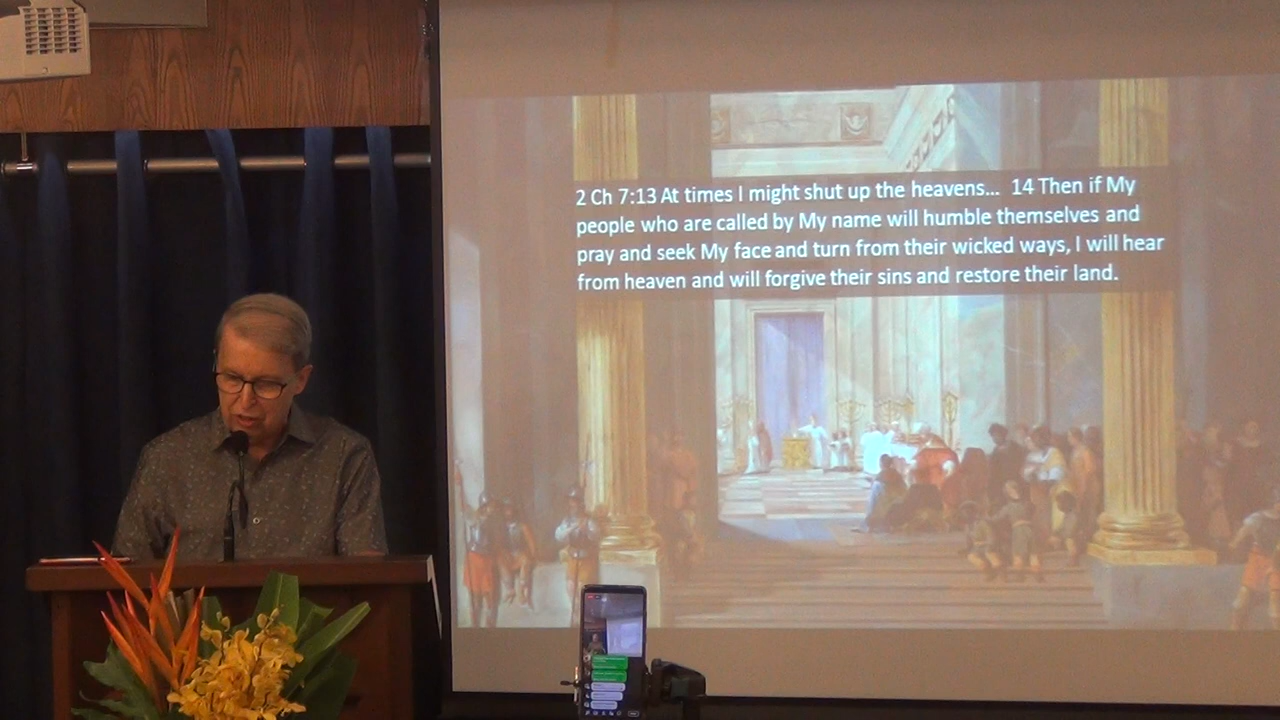 2 Ch 7:13 At times I might shut up the heavens... 14 Then if My
people who are called by My name will humble themselves and
pray and seek My face and turn from their wicked ways, I will hear
from heaven and will forgive their sins and restore their land.